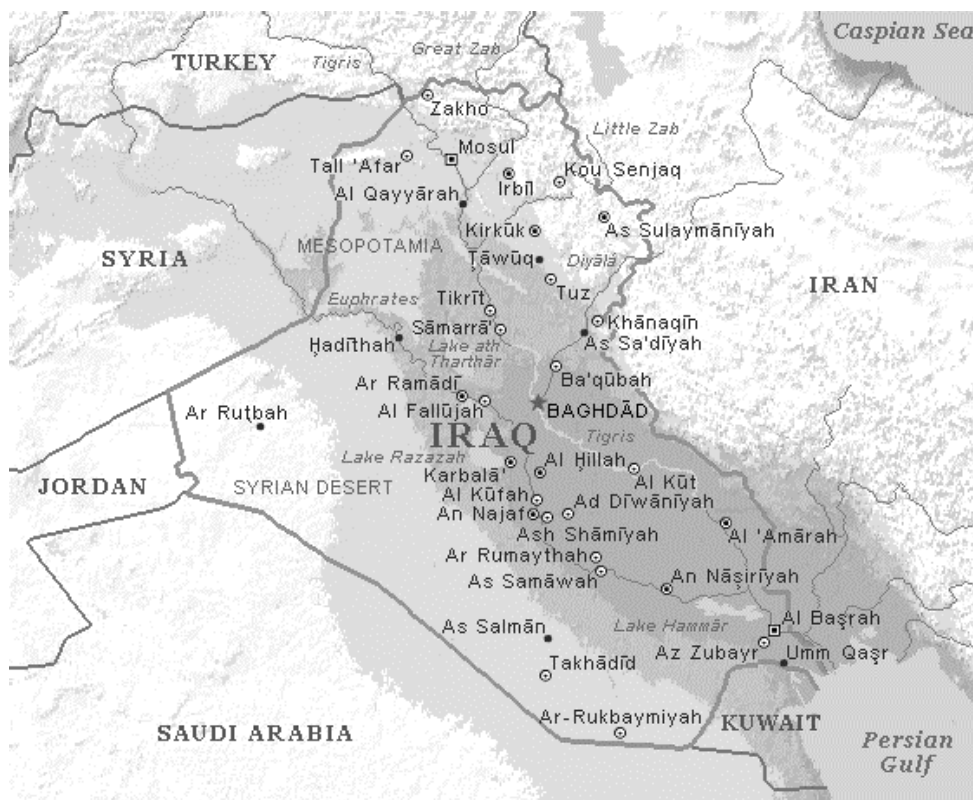 Caspian Sea
Great Zab
TURKEY
Tigris
Zakho
Little Zab
Mosul
Tall 'Afar
Kou Senjaq
Irbīl
Al Qayyārah
Kirkūk
As Sulaymānīyah
MESOPOTAMIA
SYRIA
Ţāwūq
Diyālá
IRAN
Tuz
Euphrates
Tikrīt
Khānaqīn
Sāmarrā'
As Sa'dīyah
Ḩadīthah
Lake ath
Tharthār
Ba'qūbah
Ar Ramādī
Al Fallūjah
BAGHDĀD
Ar Ruţbah
IRAQ
Tigris
Lake Razazah
Al Ḩillah
Karbalā'
Al Kūt
JORDAN
SYRIAN DESERT
Al Kūfah
Ad Dīwānīyah
An Najaf
Ash Shāmīyah
Al 'Amārah
Ar Rumaythah
As Samāwah
An Nāşirīyah
Al Başrah
As Salmān
Lake Hammār
Az Zubayr
Umm Qaşr
Takhādīd
Ar-Rukbaymiyah
KUWAIT
SAUDI ARABIA
Persian
Gulf